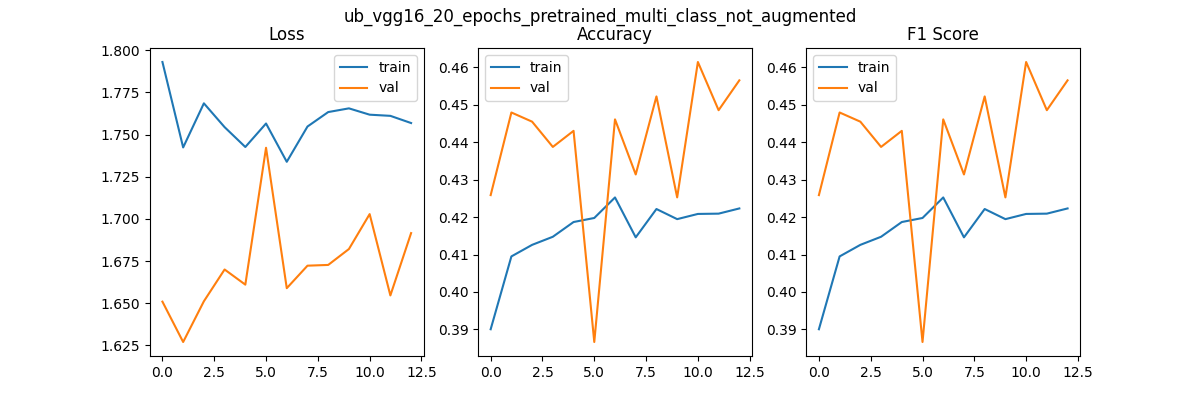 ub_vgg16_20_epochs_pretrained_multi_class_not_augmented
Loss
1.800
1.775
1.750
1.725
1.700
1.675
1.650
1.625
0.0 2.5 5.0 7.5 10.0 12.5
train
val
Accuracy
0.46
0.45
0.44
0.43
0.42
0.41
0.40
0.39
0.0 2.5 5.0 7.5 10.0 12.5
train
val
F1 Score
0.46
0.45
0.44
0.43
0.42
0.41
0.40
0.39
0.0 2.5 5.0 7.5 10.0 12.5
train
val